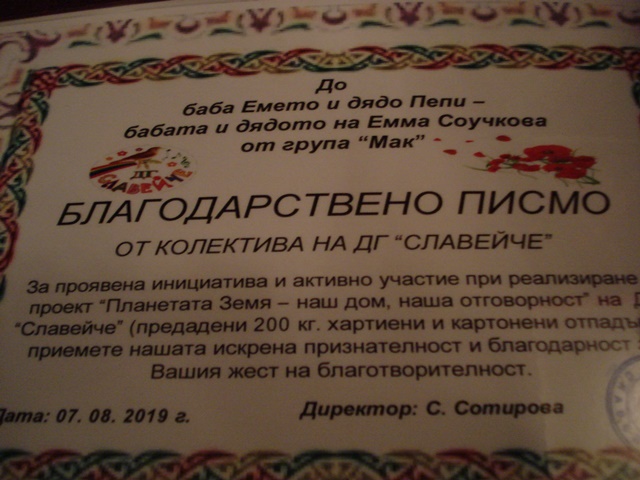 До
баба Емето и дядо Пепи –
бабата и дядото на Емма Соучкова
от група “Мак”
ДГ
СЛАВЕЙЧЕ
БЛАГОДАРСТВЕНО ПИСМО
ОТ КОЛЕКТИВА НА ДГ “СЛАВЕЙЧЕ”
За проявена инициатива и активно участие при реализиране
проект “Планетата Земя – наш дом, наша отговорност” на
“Славейче” (предадени 200 кг. хартиени и картонени отпадъ
приемете нашата искрена признателност и благодарност
Вашия жест на благотворителност.
Дата: 07. 08. 2019 г.
Директор: С. Сотирова